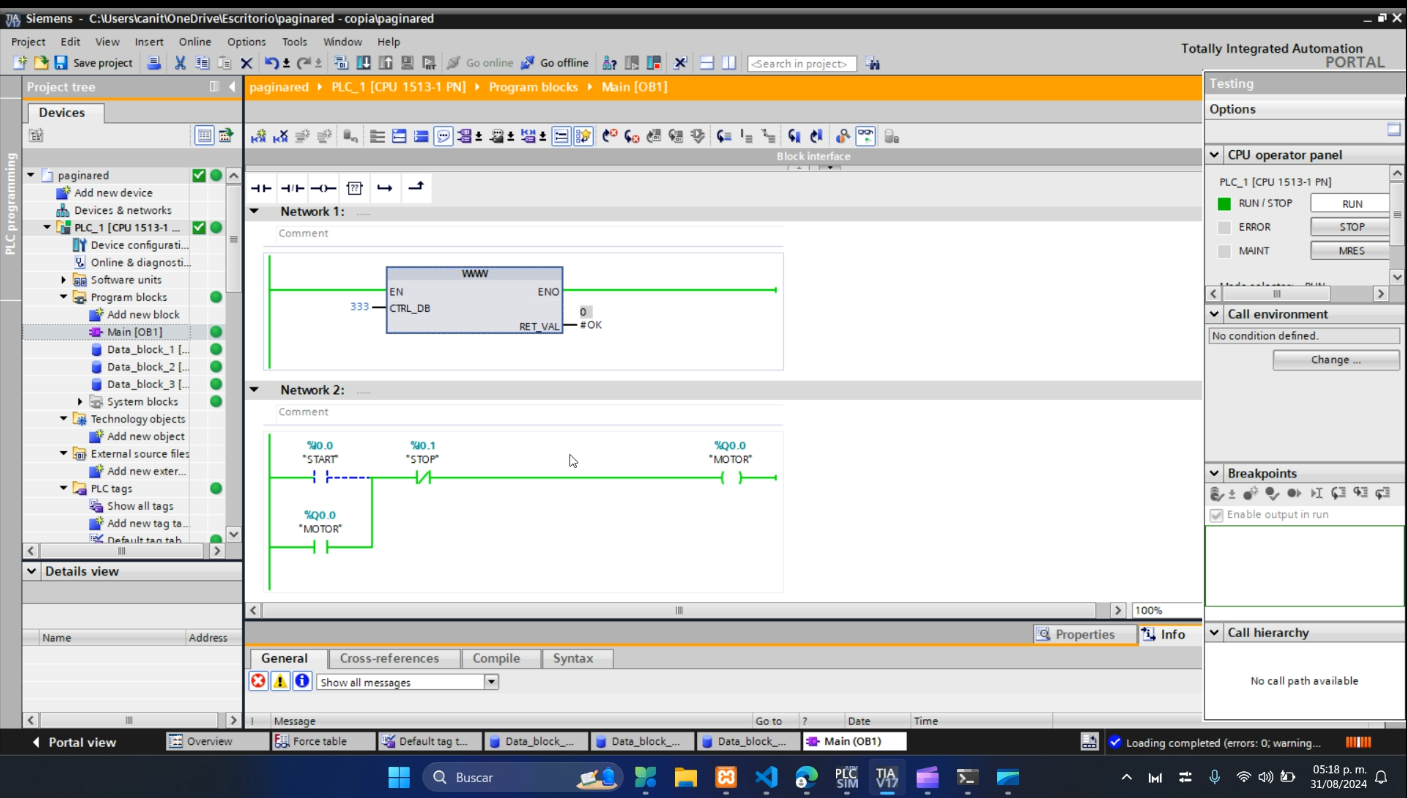 TIA V17 Siemens - C:\Users\canit\OneDrive\Escritorio\paginared - copia\paginared
Project Edit View Insert Online Options Tools Window Help
Totally Integrated Automation
PORTAL
Save project Go online Go offline <Search in project>
Project tree
paginared PLC_1 [CPU 1513-1 PN] Program blocks Main [OB1]
Devices
PLC programming
paginared
Add new device
Devices & networks
PLC_1 [CPU 1513-1 ...
Device configurati...
Online & diagnosti...
Software units
Program blocks
Add new block
Main [OB1]
Data_block_1 [...
Data_block_2 [...
Data_block_3 [...
System blocks
Technology objects
Add new object
External source files
Add new exter...
PLC tags
Show all tags
Add new tag ta...
Default tag tab
Details view
Name Address
Block interface
??
Network 1: .....
Comment
WWW
EN ENO
333 CTRL_DB
0
RET_VAL #OK
Network 2: .....
Comment
%I0.0 %I0.1 %Q0.0
"START" "STOP" "MOTOR"
%Q0.0
"MOTOR"
100%
Properties Info
General Cross-references Compile Syntax
Show all messages
! Message Go to ? Date Time
Testing
Options
CPU operator panel
PLC_1 [CPU 1513-1 PN]
RUN / STOP RUN
ERROR STOP
MAINT MRES
Mode selector: RUN
Call environment
No condition defined.
Change ...
Breakpoints
Enable output in run
Call hierarchy
No call path available
Portal view Overview Force table Default tag t... Data_block_... Data_block_... Data_block_... Main (OB1) Loading completed (errors: 0; warning...
Buscar
PLC SIM
TIA V17
05:18 p. m.
31/08/2024